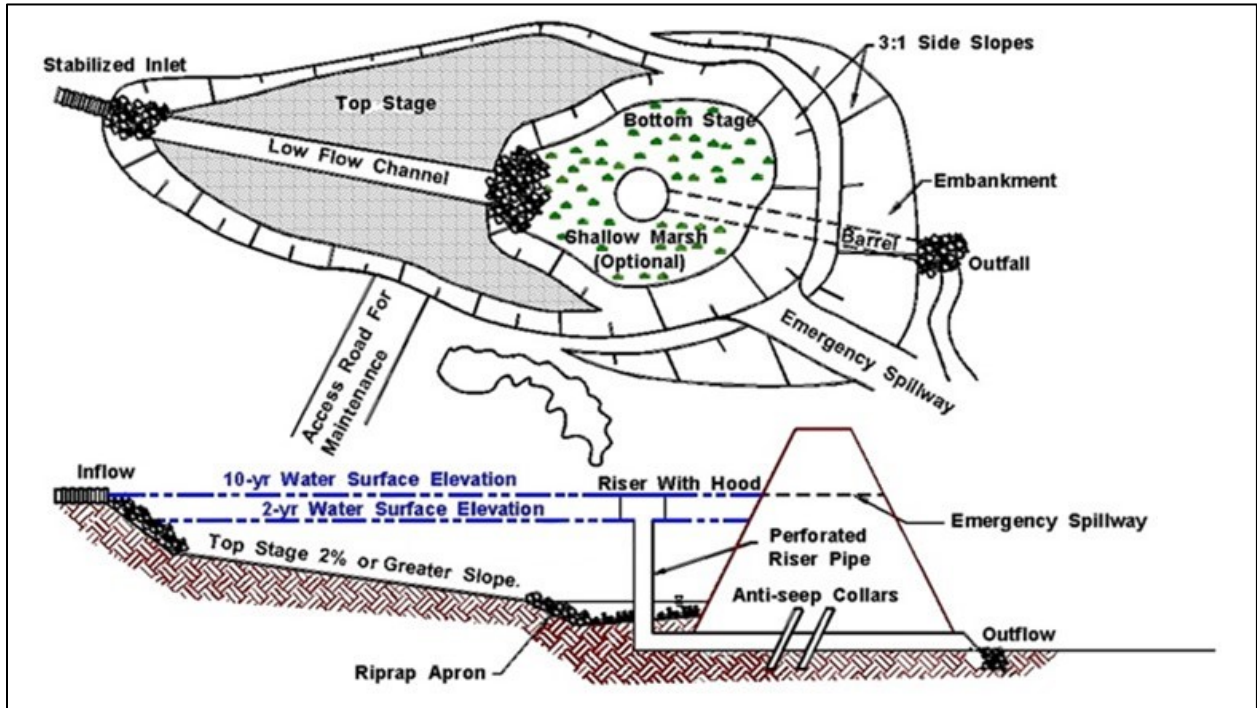 Stabilized Inlet
Top Stage
Low Flow Channel
Bottom Stage
3:1 Side Slopes
Embankment
Shallow Marsh
(Optional)
Barrel
Outfall
Emergency Spillway
Access Road For
Maintenance
Inflow
10-yr Water Surface Elevation
2-yr Water Surface Elevation
Riser With Hood
Emergency Spillway
Top Stage 2% or Greater Slope.
Perforated
Riser Pipe
Anti-seep Collars
Outflow
Riprap Apron